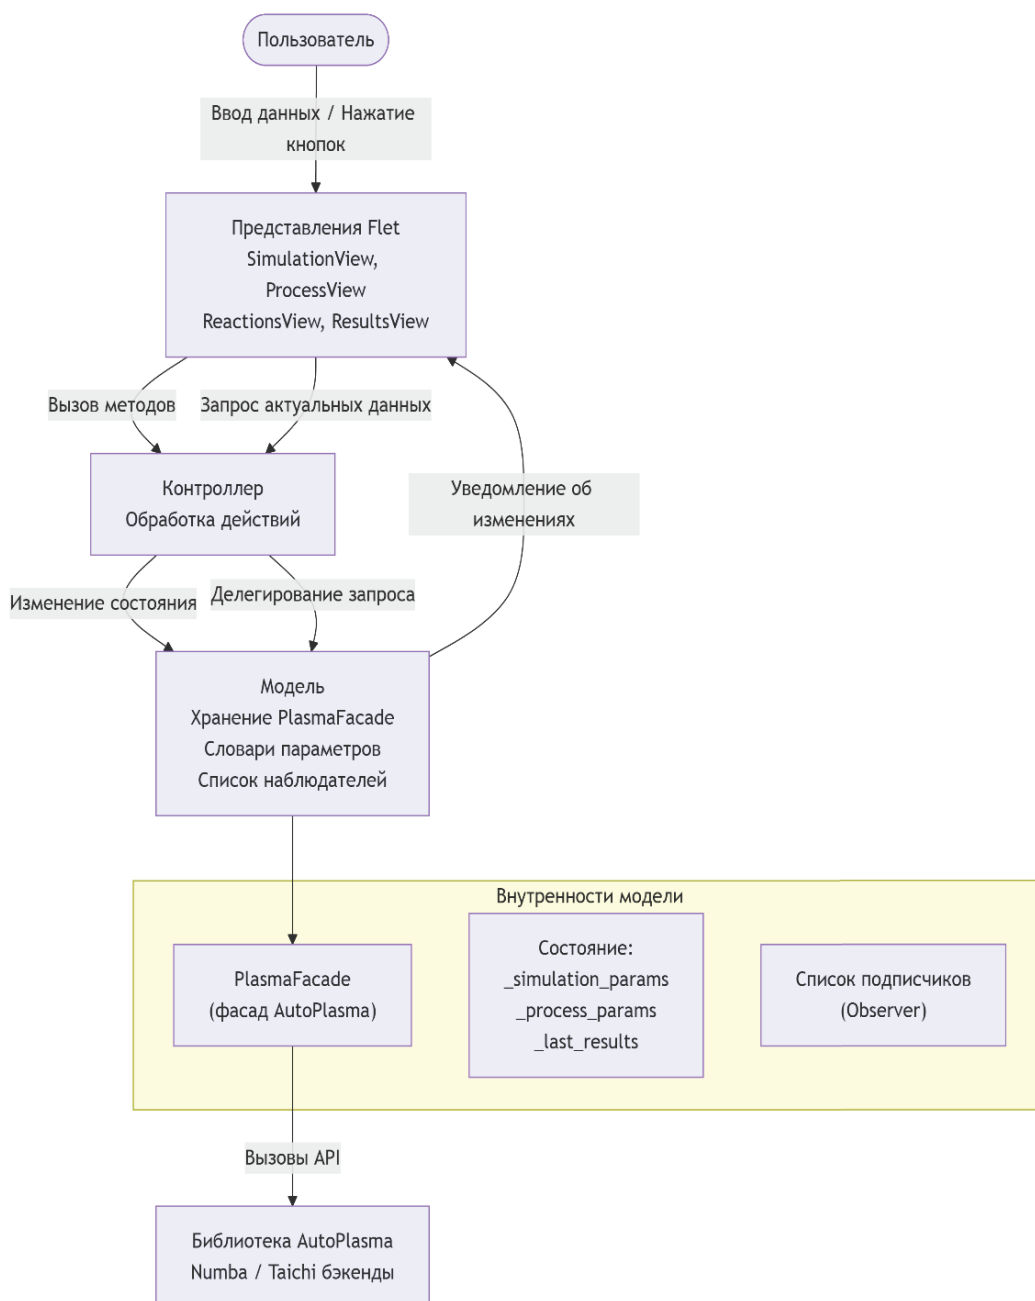 Пользователь
Ввод данных / Нажатие
кнопок
Представления Flet
SimulationView,
ProcessView
ReactionsView, ResultsView
Вызов методов
Запрос актуальных данных
Контроллер
Обработка действий
Уведомление об
изменениях
Изменение состояния
Делегирование запроса
Модель
Хранение PlasmaFacade
Словари параметров
Список наблюдателей
Внутренности модели
PlasmaFacade
(фасад AutoPlasma)
Состояние:
_simulation_params
_process_params
_last_results
Список подписчиков
(Observer)
Вызовы API
Библиотека AutoPlasma
Numba / Taichi бэкенды